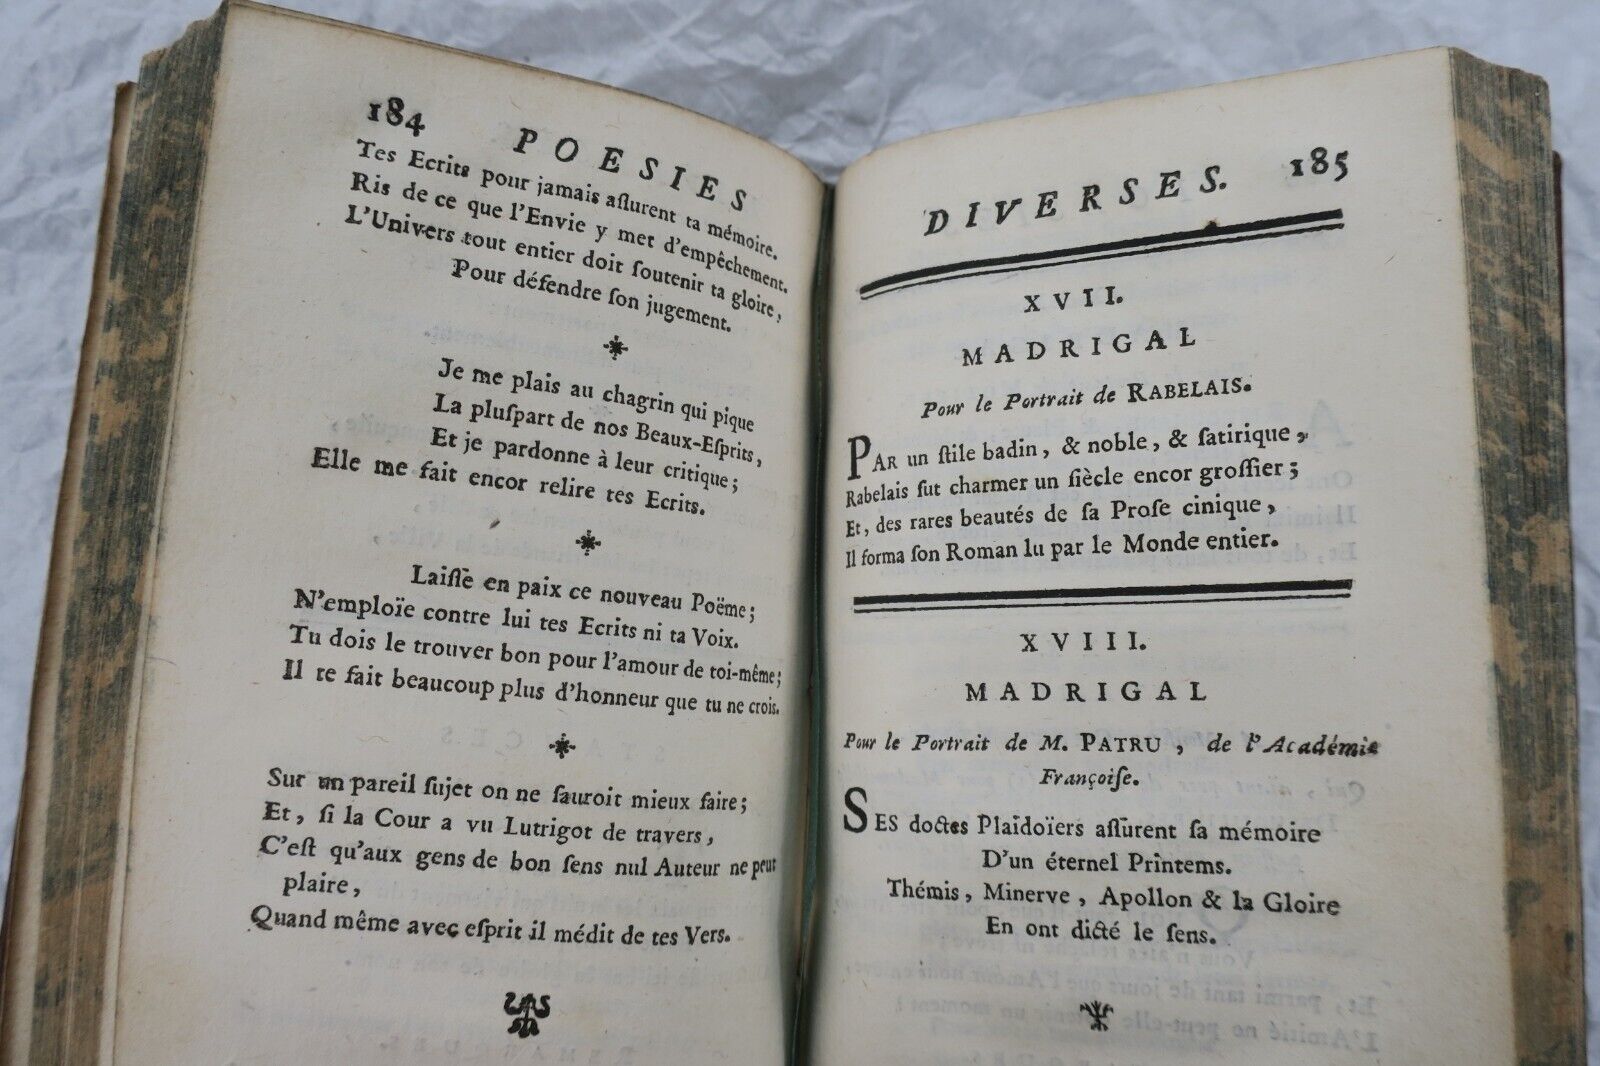 184 POESIES
Tes Ecrits pour jamais aſſurent ta mémoire.
Ris de ce que l'Envie y met d'empêchement.
L'Univers tout entier doit ſoutenir ta gloire,
Pour défendre ſon jugement.
Je me plais au chagrin qui pique
La pluſpart de nos Beaux-Eſprits,
Et je pardonne à leur critique;
Elle me fait encor relire tes Ecrits.
Laiſſe en paix ce nouveau Poëme;
N'emploïe contre lui tes Ecrits ni ta Voix.
Tu dois le trouver bon pour l'amour de toi-même;
Il te fait beaucoup plus d'honneur que tu ne crois.
Sur un pareil ſujet on ne ſauroit mieux faire;
Et, ſi la Cour a vu Lutrigot de travers,
C'eſt qu'aux gens de bon ſens nul Auteur ne peut
plaire,
Quand même avec eſprit il médit de tes Vers.
DIVERSES. 185
XVII.
MADRIGAL
Pour le Portrait de RABELAIS.
PAR un ſtile badin, & noble, & ſatirique,
Rabelais ſut charmer un ſiècle encor groſſier;
Et, des rares beautés de ſa Proſe cinique,
Il forma ſon Roman lu par le Monde entier.
XVIII.
MADRIGAL
Pour le Portrait de M. PATRU, de l'Académie
Françoiſe.
SES doctes Plaidoïers aſſurent ſa mémoire
D'un éternel Printems.
Thémis, Minerve, Apollon & la Gloire
En ont dicté le ſens.